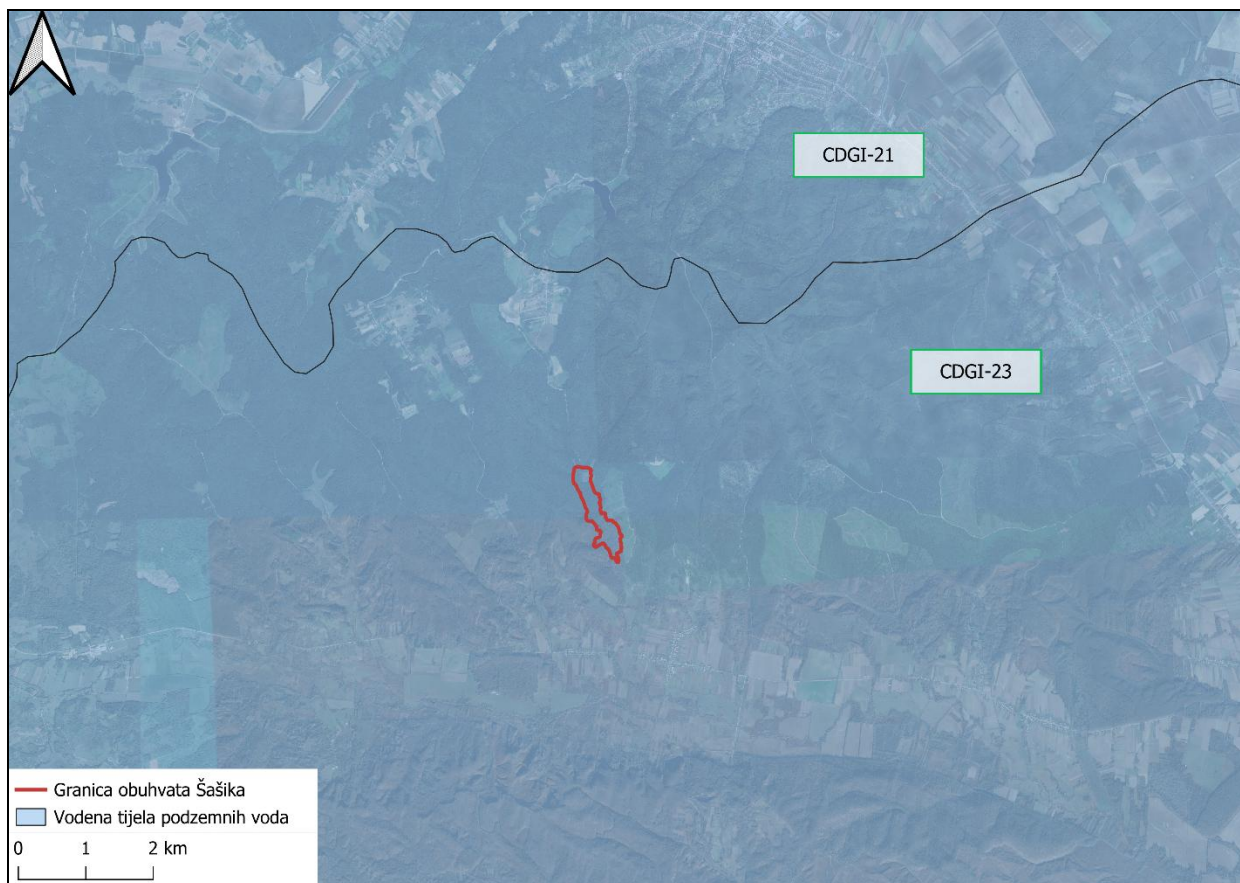 CDGI-21
CDGI-23
Granica obuhvata Šašika
Vodena tijela podzemnih voda
0 1 2 km